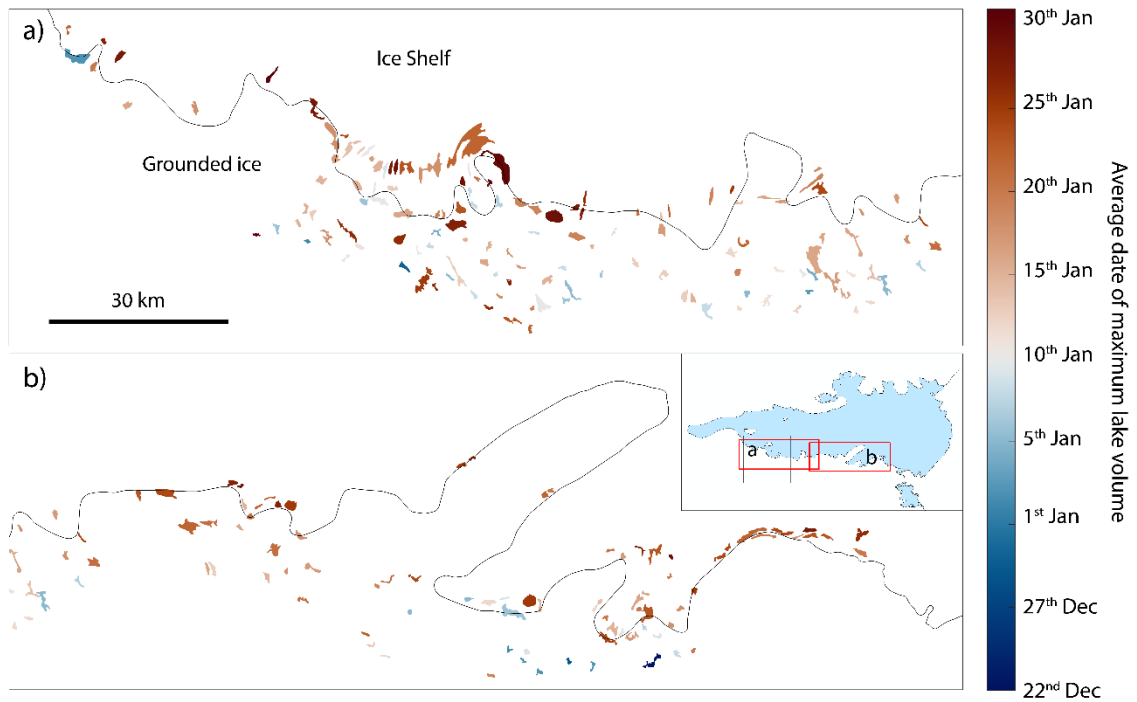 a)
Ice Shelf
Grounded ice
30 km
b)
a
b
30th Jan
25th Jan
20th Jan
15th Jan
10th Jan
5th Jan
1st Jan
27th Dec
22nd Dec
Average date of maximum lake volume